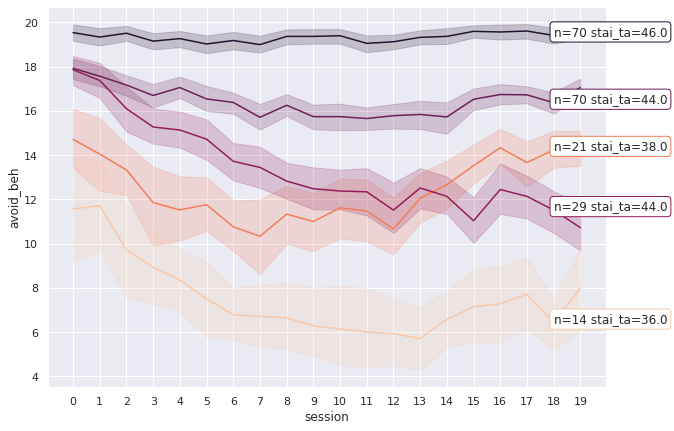 20
18
16
14
12
10
8
6
4
avoid_beh
n=70 stai_ta=46.0
n=70 stai_ta=44.0
n=21 stai_ta=38.0
n=29 stai_ta=44.0
n=14 stai_ta=36.0
0 1 2 3 4 5 6 7 8 9 10 11 12 13 14 15 16 17 18 19
session